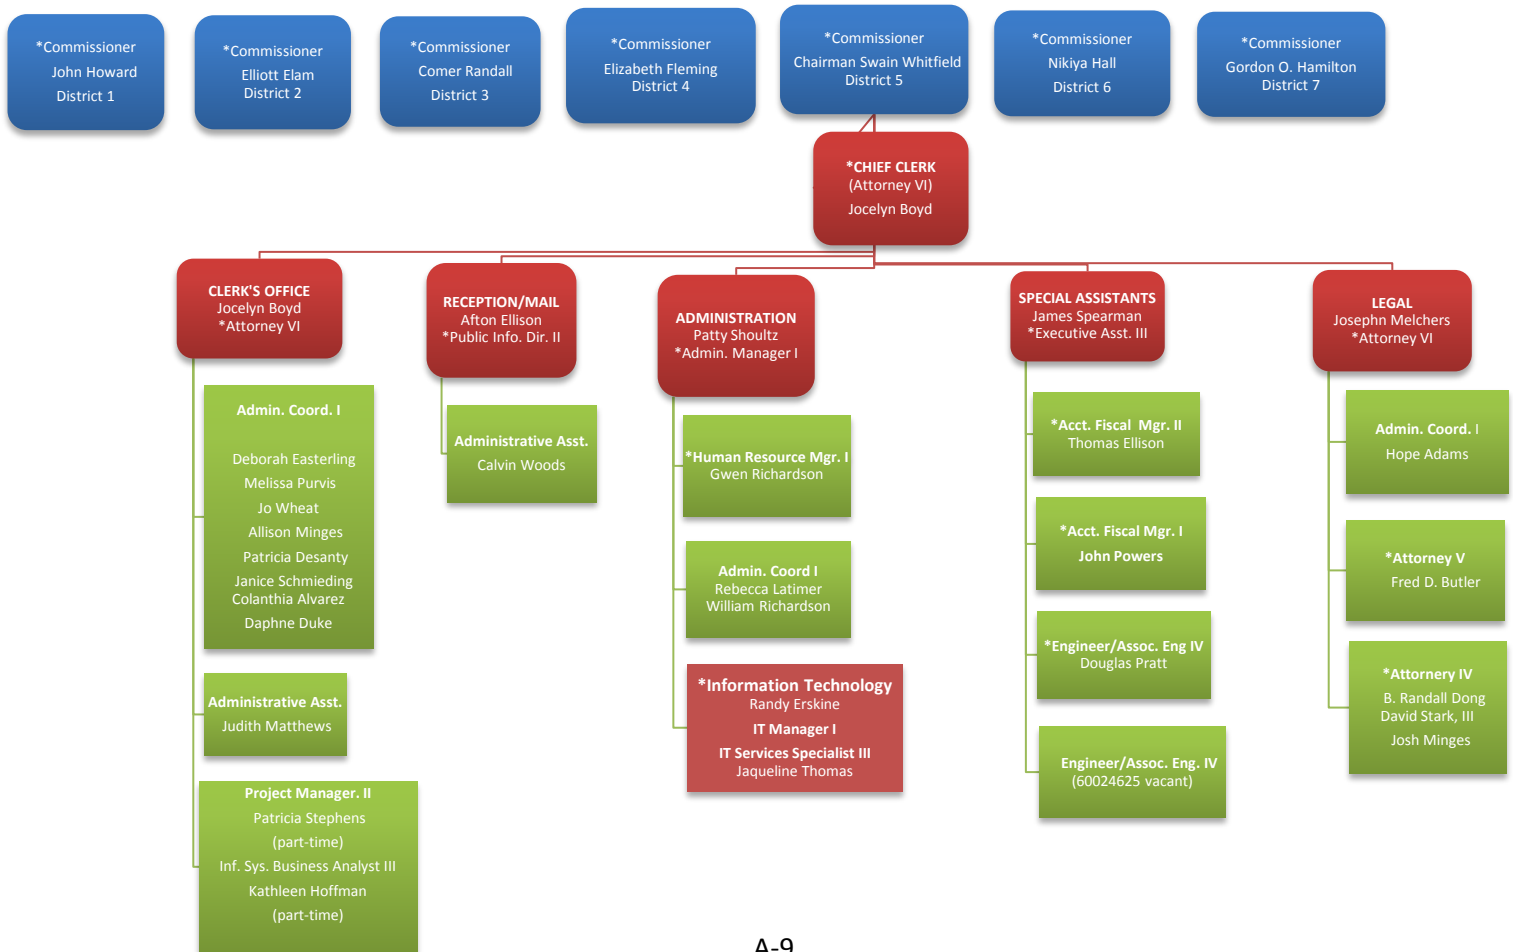 *Commissioner
John Howard
District 1
*Commissioner
Elliott Elam
District 2
*Commissioner
Comer Randall
District 3
*Commissioner
Elizabeth Fleming
District 4
*Commissioner
Chairman Swain Whitfield
District 5
*Commissioner
Nikiya Hall
District 6
*Commissioner
Gordon O. Hamilton
District 7
*CHIEF CLERK
(Attorney VI)
Jocelyn Boyd
CLERK'S OFFICE
Jocelyn Boyd
*Attorney VI
Admin. Coord. I
Deborah Easterling
Melissa Purvis
Jo Wheat
Allison Minges
Patricia Desanty
Janice Schmieding
Colanthia Alvarez
Daphne Duke
Administrative Asst.
Judith Matthews
Project Manager. II
Patricia Stephens
(part-time)
Inf. Sys. Business Analyst III
Kathleen Hoffman
(part-time)
RECEPTION/MAIL
Afton Ellison
*Public Info. Dir. II
Administrative Asst.
Calvin Woods
ADMINISTRATION
Patty Shoultz
*Admin. Manager I
*Human Resource Mgr. I
Gwen Richardson
Admin. Coord I
Rebecca Latimer
William Richardson
*Information Technology
Randy Erskine
IT Manager I
IT Services Specialist III
Jaqueline Thomas
SPECIAL ASSISTANTS
James Spearman
*Executive Asst. III
*Acct. Fiscal Mgr. II
Thomas Ellison
*Acct. Fiscal Mgr. I
John Powers
*Engineer/Assoc. Eng IV
Douglas Pratt
Engineer/Assoc. Eng. IV
(60024625 vacant)
LEGAL
Josephn Melchers
*Attorney VI
Admin. Coord. I
Hope Adams
*Attorney V
Fred D. Butler
*Attornery IV
B. Randall Dong
David Stark, III
Josh Minges
A-9